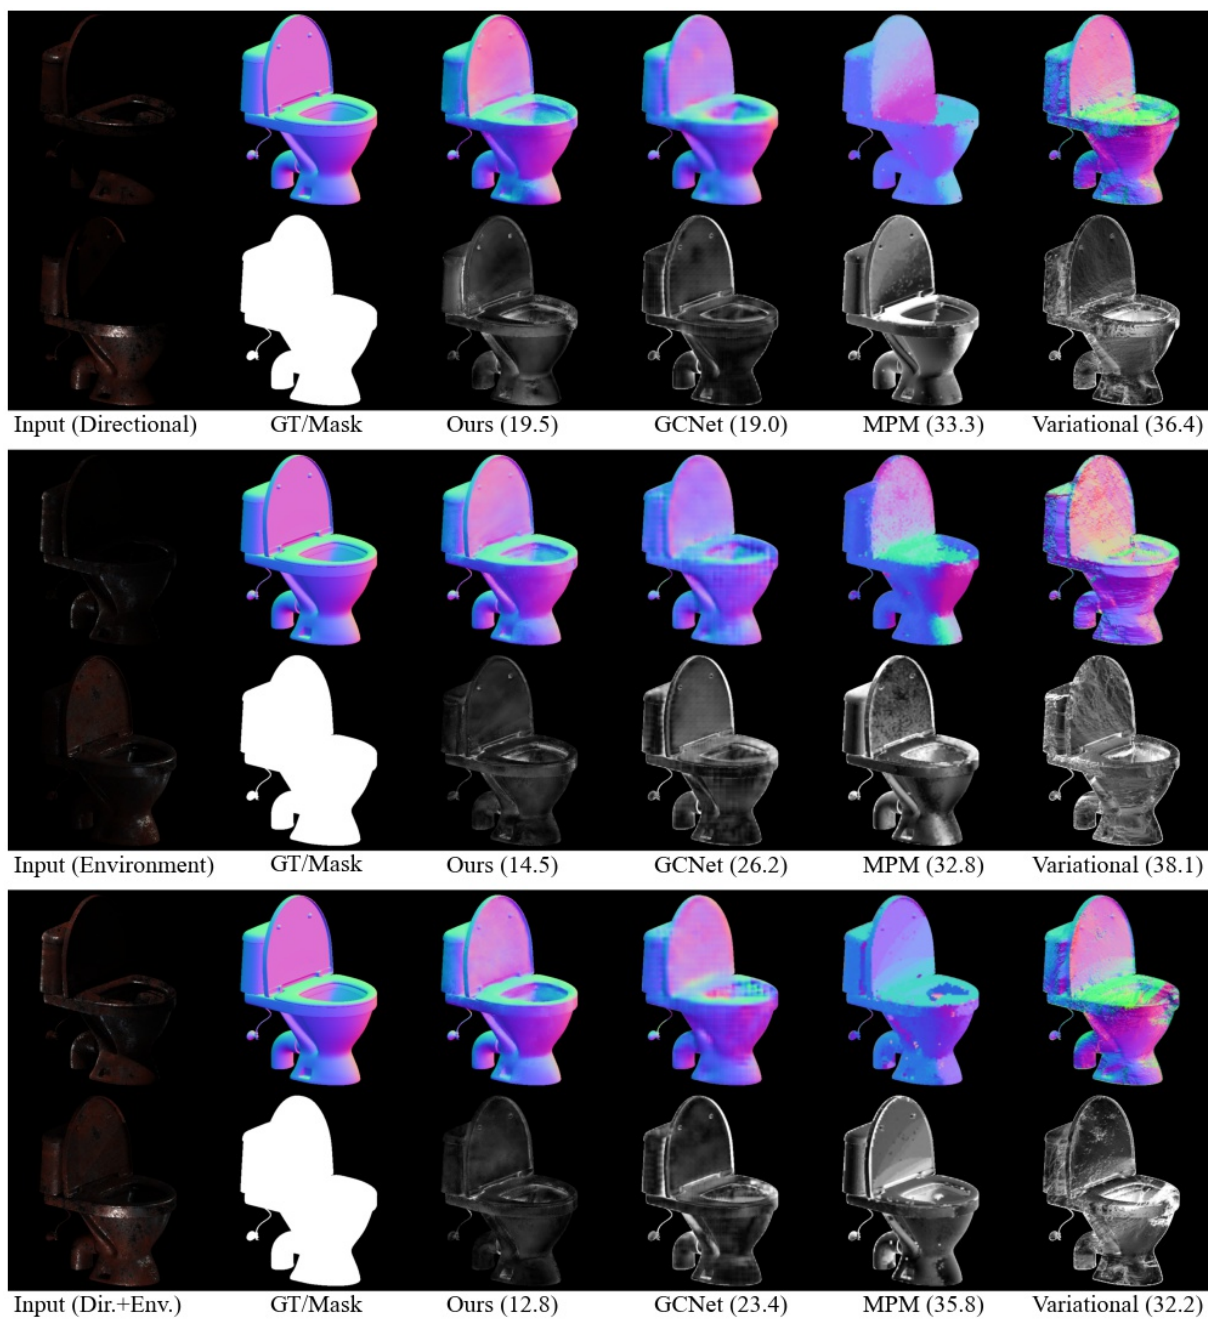 Input (Directional) GT/Mask Ours (19.5) GCNet (19.0) MPM (33.3) Variational (36.4)
Input (Environment) GT/Mask Ours (14.5) GCNet (26.2) MPM (32.8) Variational (38.1)
Input (Dir.+Env.) GT/Mask Ours (12.8) GCNet (23.4) MPM (35.8) Variational (32.2)